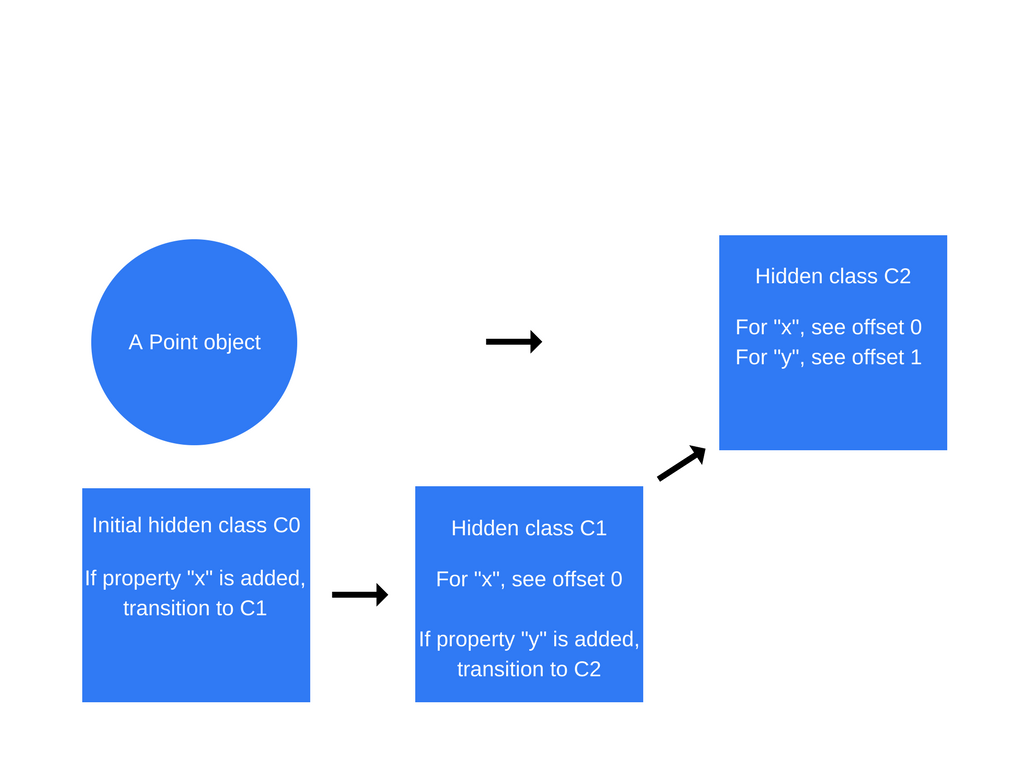 A Point object
Hidden class C2
For "x", see offset 0
For "y", see offset 1
Initial hidden class C0
If property "x" is added,
transition to C1
Hidden class C1
For "x", see offset 0
If property "y" is added,
transition to C2